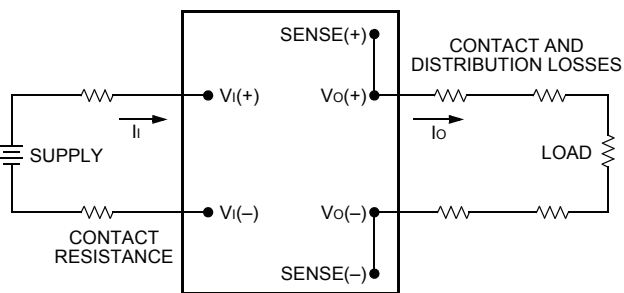 SENSE(+)
CONTACT AND
DISTRIBUTION LOSSES
VI(+)
VO(+)
II
IO
SUPPLY
LOAD
VI(–)
VO(–)
CONTACT
RESISTANCE
SENSE(–)